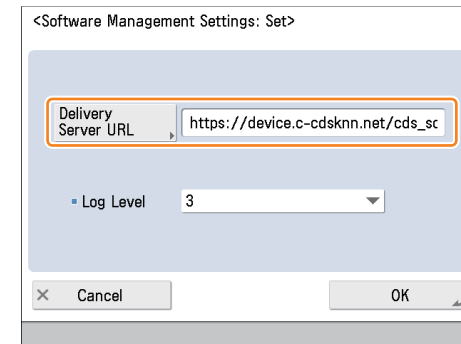 <Software Management Settings: Set>
Delivery
Server URL
https://device.c-cdsknn.net/cds_sc
Log Level
3
Cancel
OK